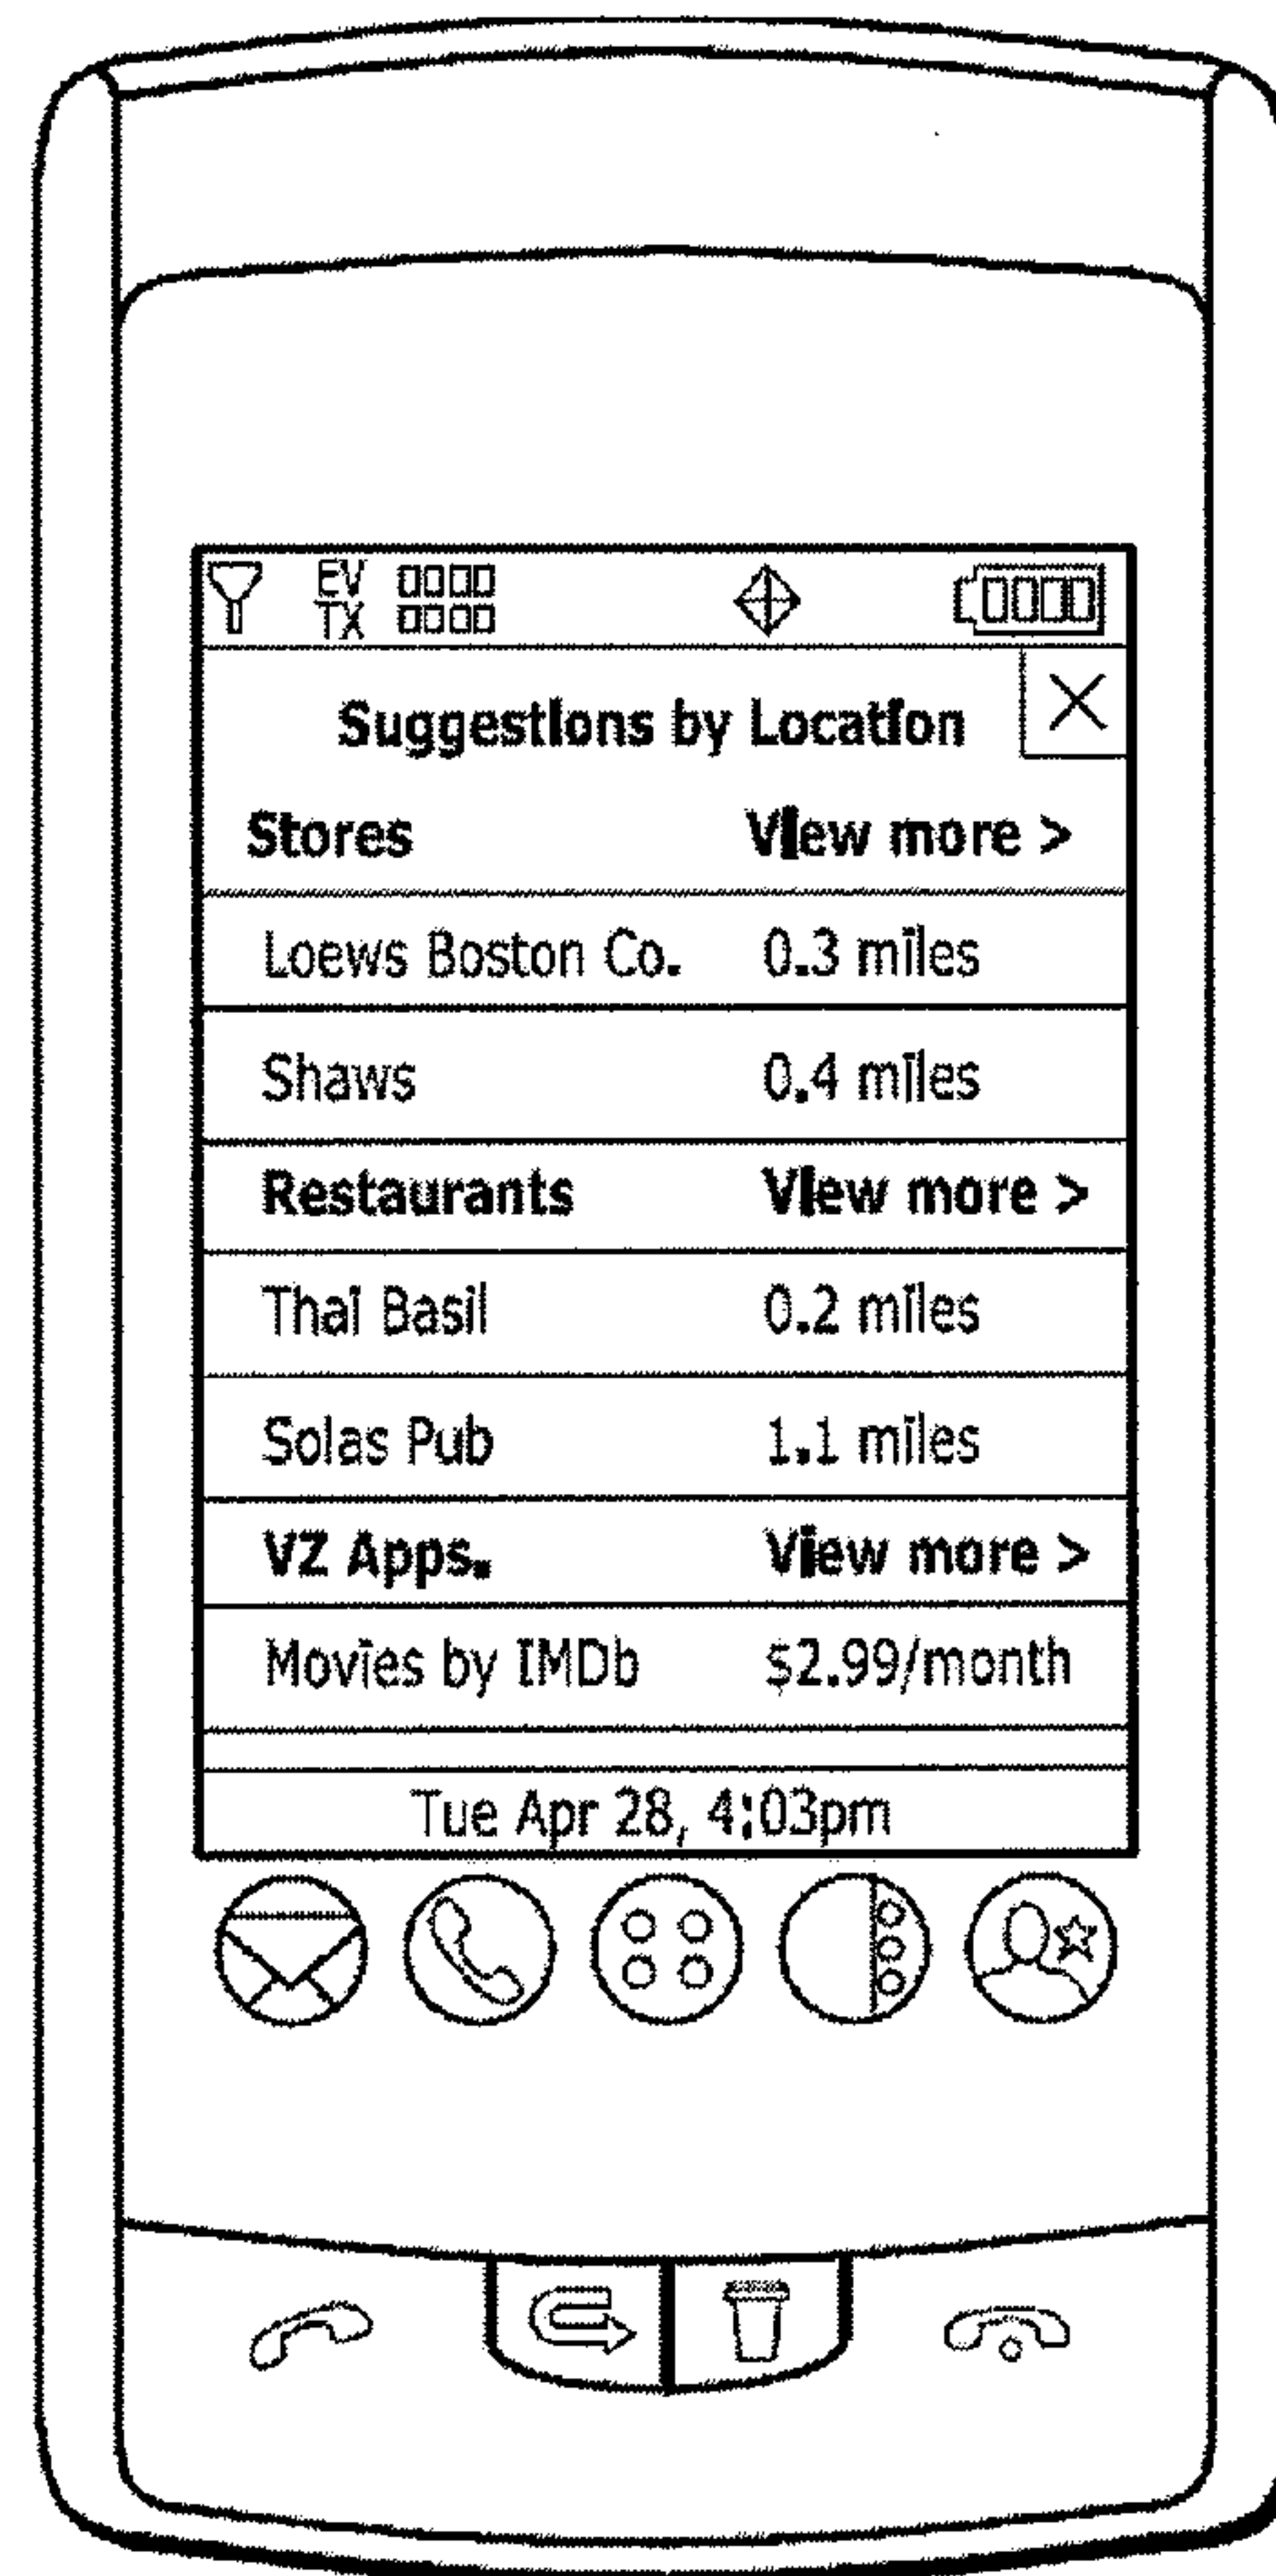 EV
TX
Suggestions by Location
Stores View more >
Loews Boston Co. 0.3 miles
Shaws 0.4 miles
Restaurants View more >
Thai Basil 0.2 miles
Solas Pub 1.1 miles
VZ Apps. View more >
Movies by IMDb $2.99/month
Tue Apr 28, 4:03pm